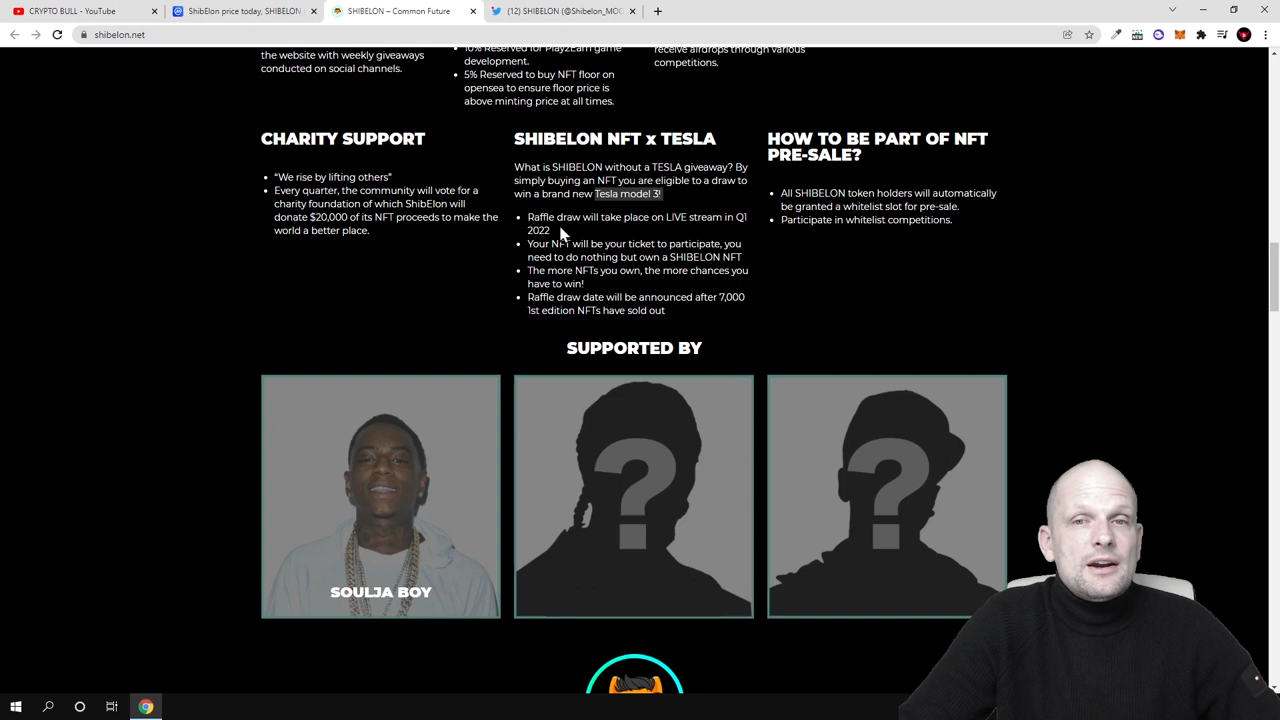 CRYPTO BULL - YouTube
ShibElon price today, SHIBELON
SHIBELON – Common Future
(12) SHIBELON (@Shibelon_MOO
shibelon.net
the website with weekly giveaways
conducted on social channels.
10% Reserved for Play2Earn game
development.
5% Reserved to buy NFT floor on
opensea to ensure floor price is
above minting price at all times.
receive airdrops through various
competitions.
CHARITY SUPPORT
“We rise by lifting others”
Every quarter, the community will vote for a
charity foundation of which ShibElon will
donate $20,000 of its NFT proceeds to make the
world a better place.
SHIBELON NFT x TESLA
What is SHIBELON without a TESLA giveaway? By
simply buying an NFT you are eligible to a draw to
win a brand new Tesla model 3!
Raffle draw will take place on LIVE stream in Q1
2022
Your NFT will be your ticket to participate, you
need to do nothing but own a SHIBELON NFT
The more NFTs you own, the more chances you
have to win!
Raffle draw date will be announced after 7,000
1st edition NFTs have sold out
HOW TO BE PART OF NFT
PRE-SALE?
All SHIBELON token holders will automatically
be granted a whitelist slot for pre-sale.
Participate in whitelist competitions.
SUPPORTED BY
SOULJA BOY
?
?